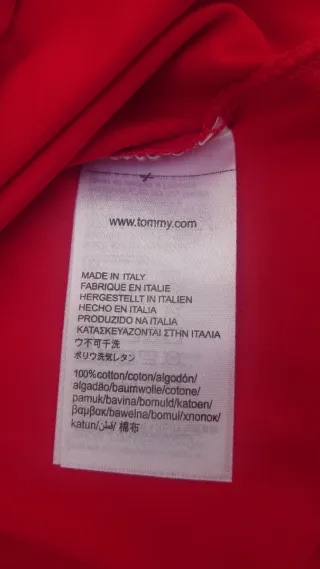 www.tommy.com
MADE IN ITALY
FABRIQUE EN ITALIE
HERGESTELLT IN ITALIEN
HECHO EN ITALIA
PRODUZIDO NA ITALIA
ΚΑΤΑΣΚΕΥΑΖΟΝΤΑΙ ΣΤΗΝ ΙΤΑΛΙΑ
ウ不可干洗
ポリウ洗気レタン
100%cotton/coton/algodón/
algadão/baumwolle/cotone/
pamuk/bavina/bomuld/katoen/
βαμβακ/bawelna/bomul/хлопок/
katun/قطن/ 棉布